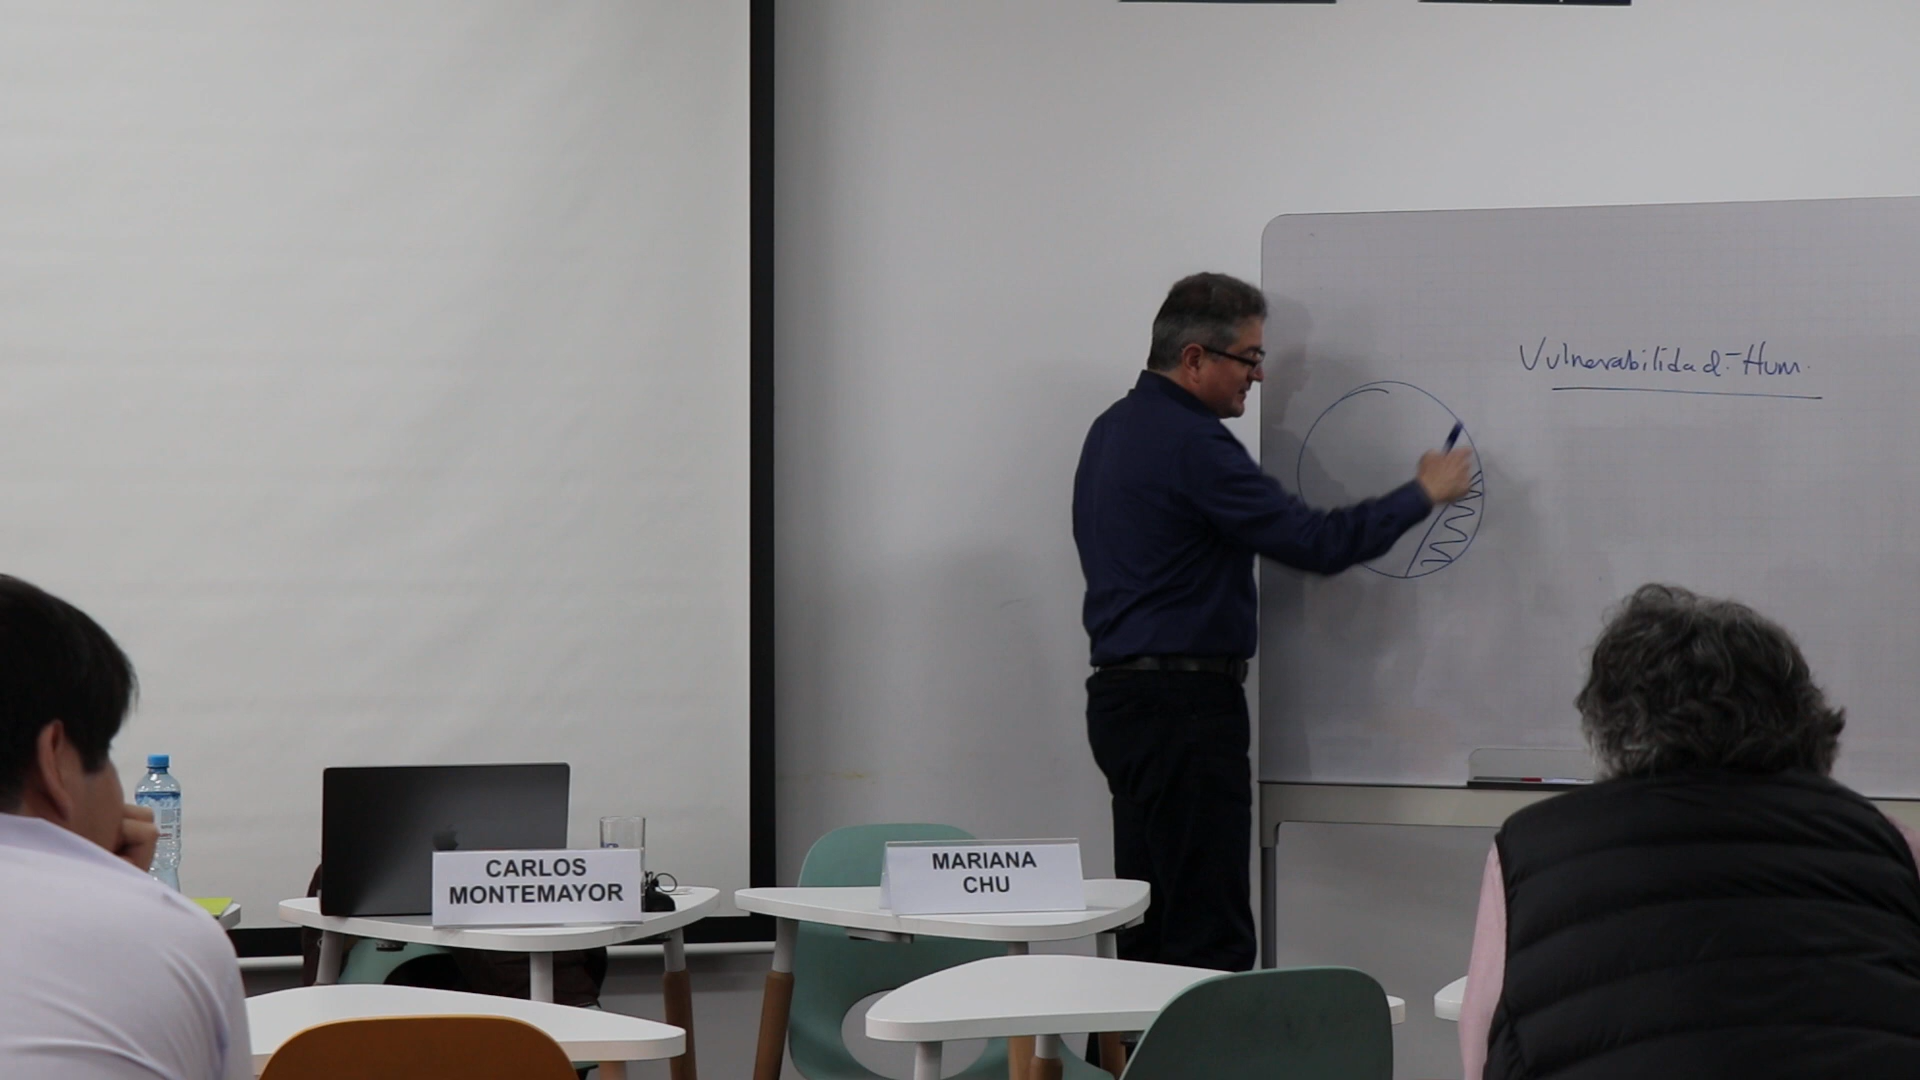 Vulnerabilidad - Hum.
CARLOS
MONTEMAYOR
MARIANA
CHU